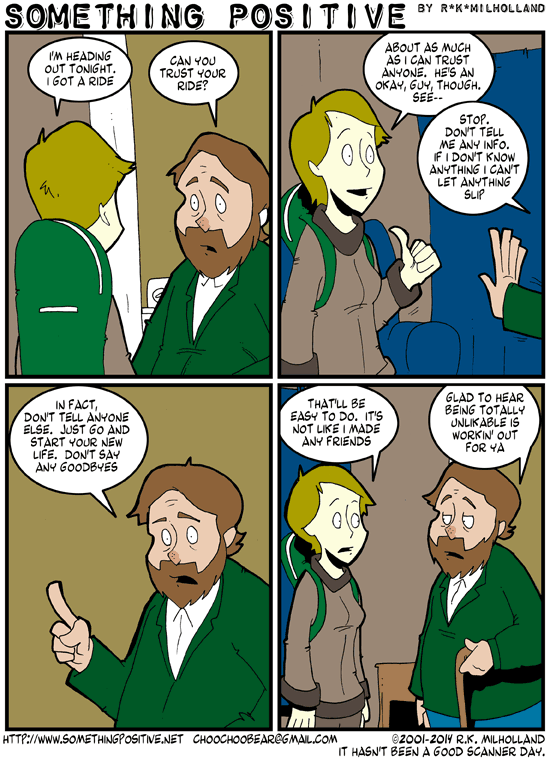 SOMETHING POSITIVE BY R*K*MILHOLLAND
I'M HEADING
OUT TONIGHT.
I GOT A RIDE
CAN YOU
TRUST YOUR
RIDE?
ABOUT AS MUCH
AS I CAN TRUST
ANYONE. HE'S AN
OKAY, GUY, THOUGH.
SEE--
STOP.
DON'T TELL
ME ANY INFO.
IF I DON'T KNOW
ANYTHING I CAN'T
LET ANYTHING
SLIP
IN FACT,
DON'T TELL ANYONE
ELSE. JUST GO AND
START YOUR NEW
LIFE. DON'T SAY
ANY GOODBYES
THAT'LL BE
EASY TO DO. IT'S
NOT LIKE I MADE
ANY FRIENDS
GLAD TO HEAR
BEING TOTALLY
UNLIKABLE IS
WORKIN' OUT
FOR YA
HTTP://WWW.SOMETHINGPOSITIVE.NET CHOOCHOOBEAR@GMAIL.COM ©2001-2014 R.K. MILHOLLAND
IT HASN'T BEEN A GOOD SCANNER DAY.